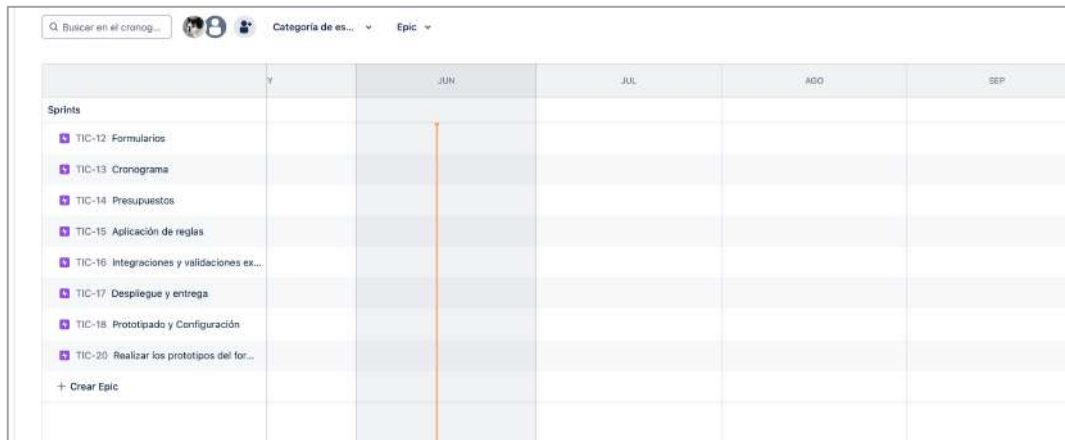 Buscar en el cronog...
Categoría de es...
Epic
Y
JUN
JUL
AGO
SEP
Sprints
TIC-12 Formularios
TIC-13 Cronograma
TIC-14 Presupuestos
TIC-15 Aplicación de reglas
TIC-16 Integraciones y validaciones ex...
TIC-17 Despliegue y entrega
TIC-18 Prototipado y Configuración
TIC-20 Realizar los prototipos del for...
+ Crear Epic